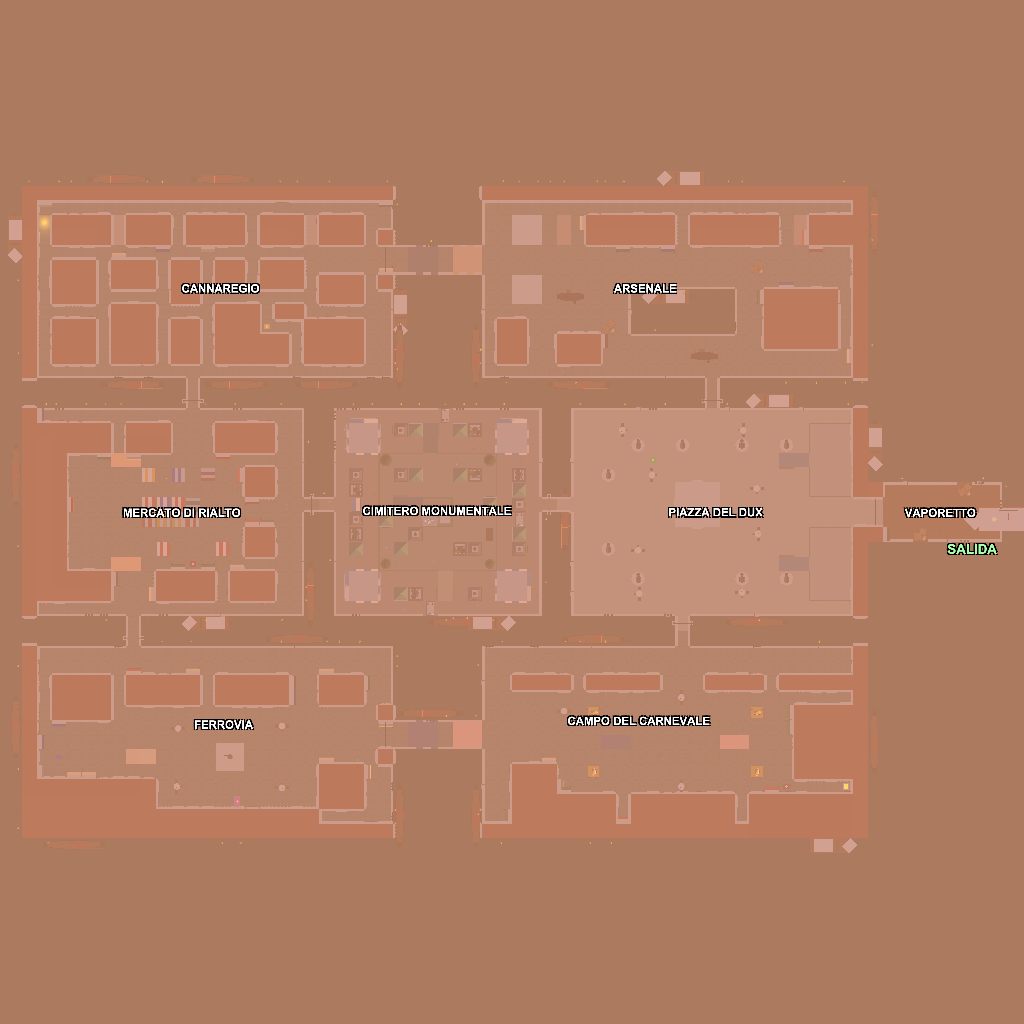 CANNAREGIO
ARSENALE
MERCATO DI RIALTO
CIMITERO MONUMENTALE
PIAZZA DEL DUX
VAPORETTO
SALIDA
FERROVIA
CAMPO DEL CARNEVALE